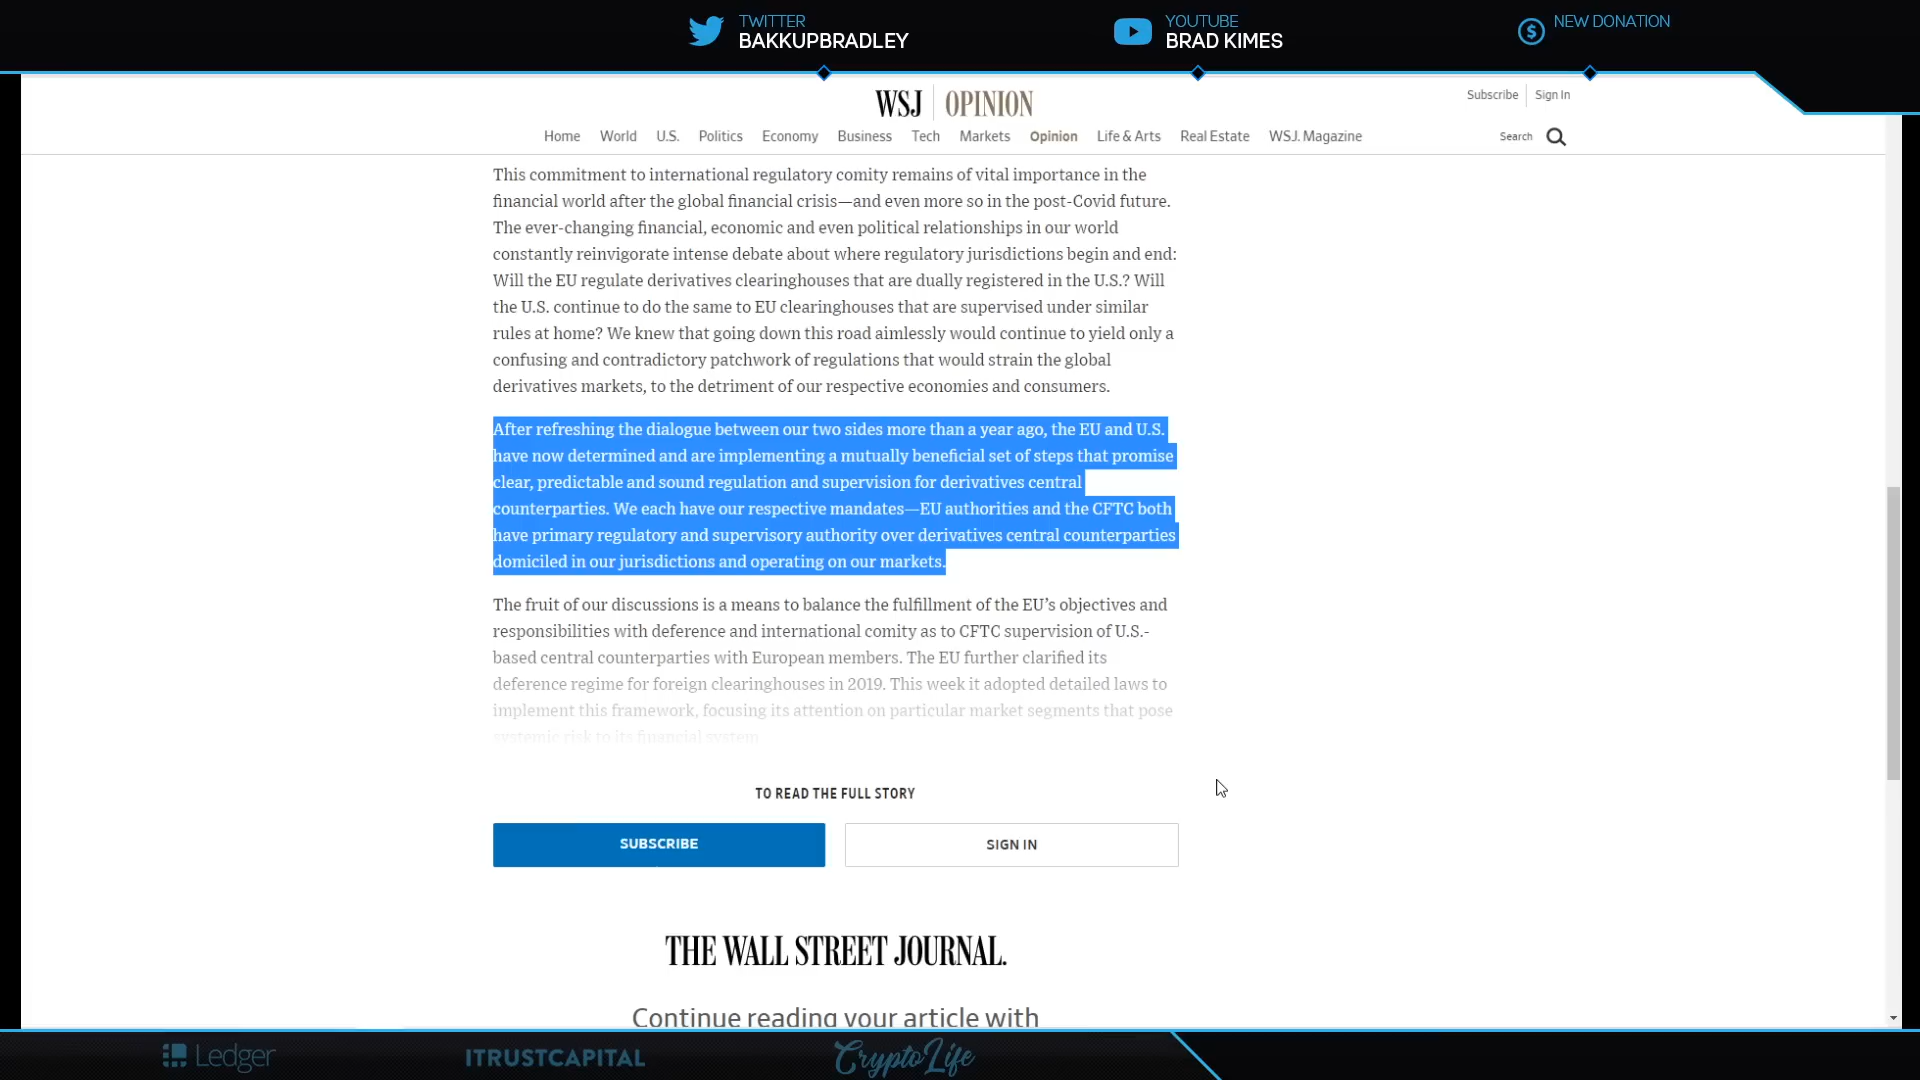 TWITTER
BAKKUPBRADLEY
YOUTUBE
BRAD KIMES
NEW DONATION
WSJ OPINION
Subscribe Sign In
Home World U.S. Politics Economy Business Tech Markets Opinion Life & Arts Real Estate WSJ. Magazine Search
This commitment to international regulatory comity remains of vital importance in the
financial world after the global financial crisis—and even more so in the post-Covid future.
The ever-changing financial, economic and even political relationships in our world
constantly reinvigorate intense debate about where regulatory jurisdictions begin and end:
Will the EU regulate derivatives clearinghouses that are dually registered in the U.S.? Will
the U.S. continue to do the same to EU clearinghouses that are supervised under similar
rules at home? We knew that going down this road aimlessly would continue to yield only a
confusing and contradictory patchwork of regulations that would strain the global
derivatives markets, to the detriment of our respective economies and consumers.
After refreshing the dialogue between our two sides more than a year ago, the EU and U.S.
have now determined and are implementing a mutually beneficial set of steps that promise
clear, predictable and sound regulation and supervision for derivatives central
counterparties. We each have our respective mandates—EU authorities and the CFTC both
have primary regulatory and supervisory authority over derivatives central counterparties
domiciled in our jurisdictions and operating on our markets.
The fruit of our discussions is a means to balance the fulfillment of the EU’s objectives and
responsibilities with deference and international comity as to CFTC supervision of U.S.-
based central counterparties with European members. The EU further clarified its
deference regime for foreign clearinghouses in 2019. This week it adopted detailed laws to
implement this framework, focusing its attention on particular market segments that pose
systemic risk to its financial system
TO READ THE FULL STORY
SUBSCRIBE
SIGN IN
THE WALL STREET JOURNAL.
Continue reading your article with
Ledger
ITRUSTCAPITAL
CryptoLife